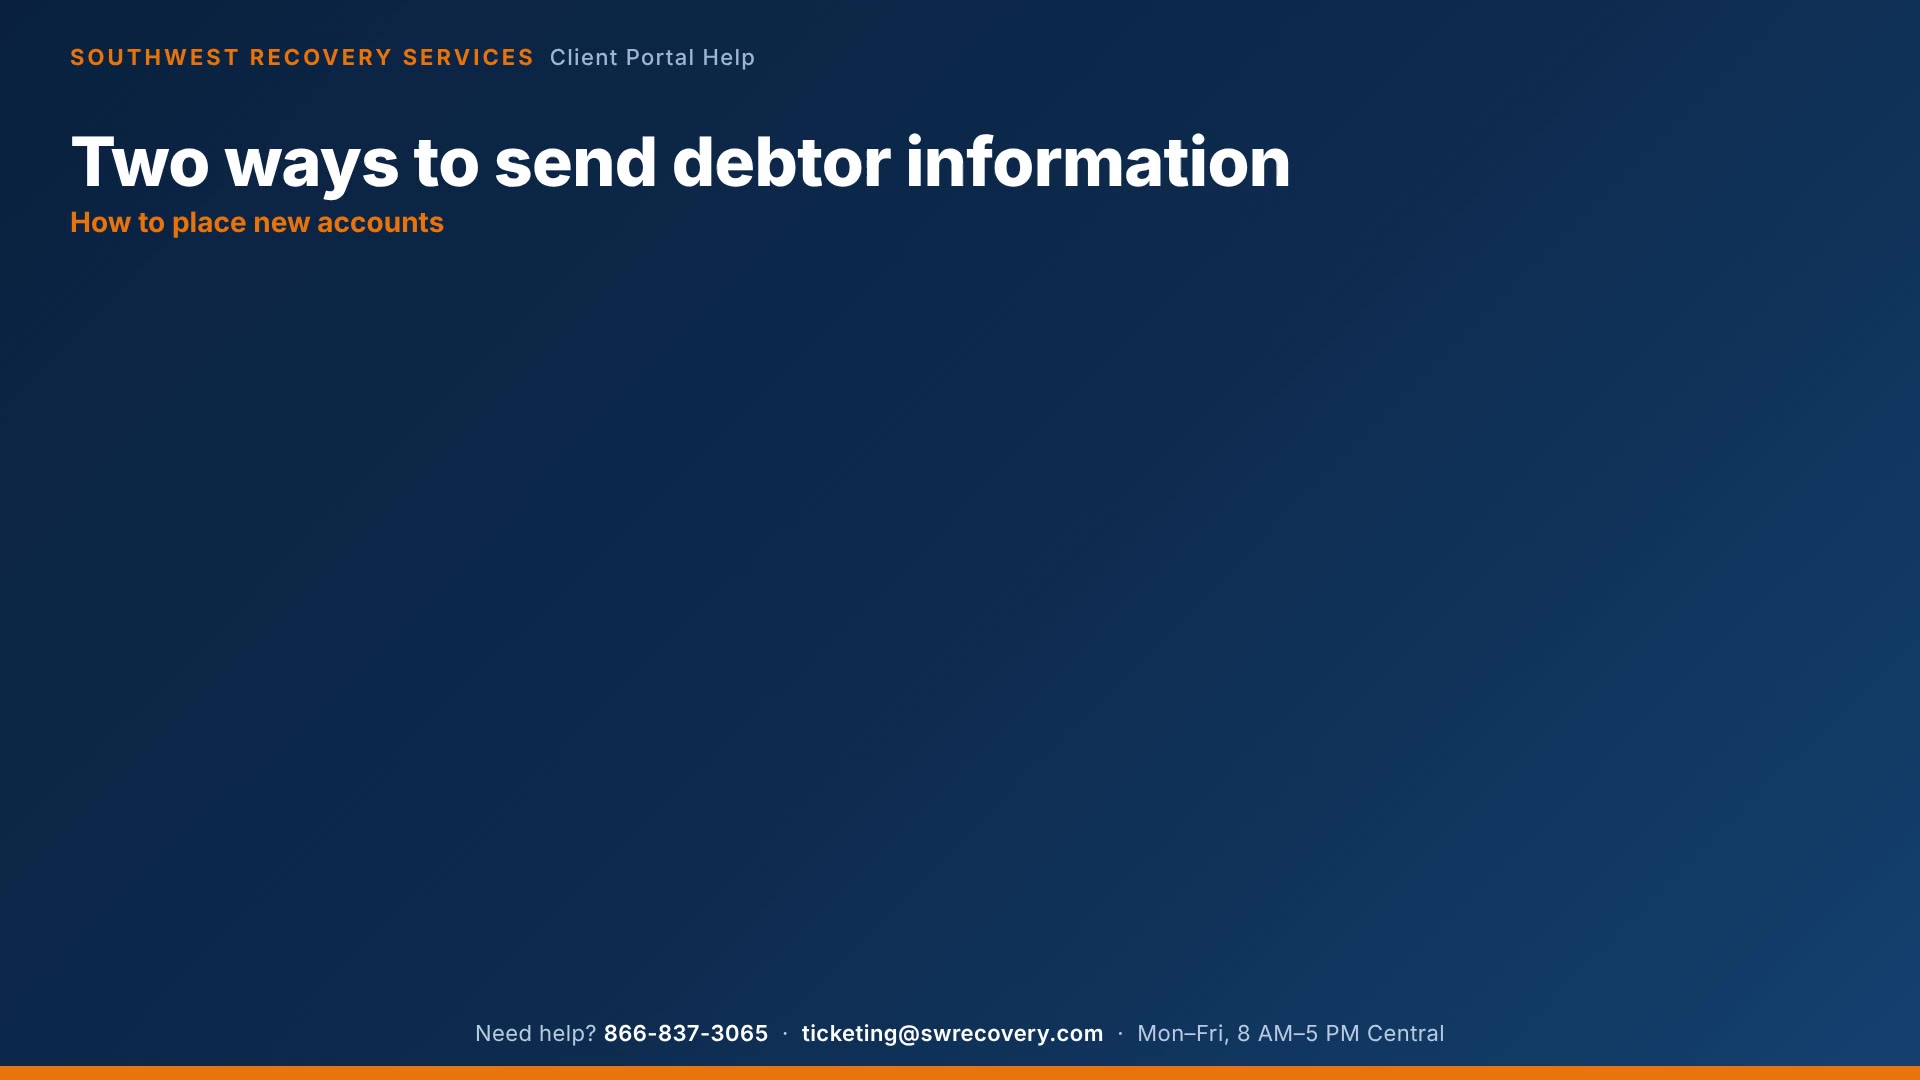 SOUTHWEST RECOVERY SERVICES Client Portal Help
Two ways to send debtor information
How to place new accounts
Need help? 866-837-3065 · ticketing@swrecovery.com · Mon–Fri, 8 AM–5 PM Central